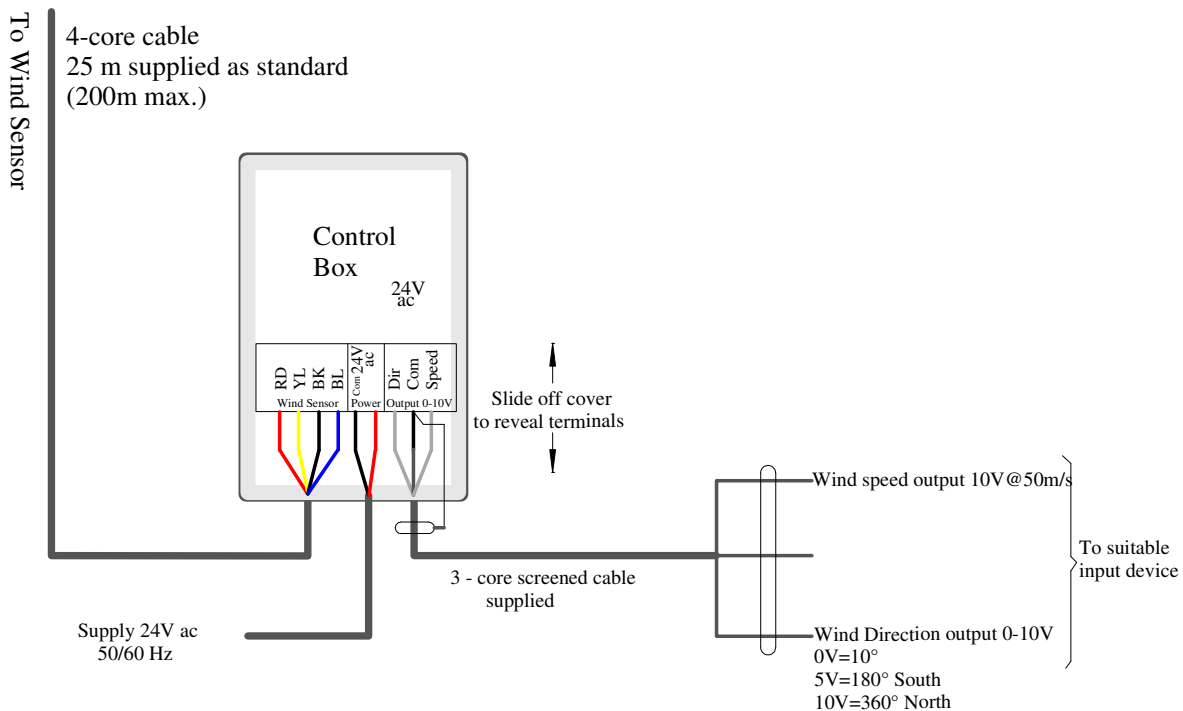 To Wind Sensor
4-core cable
25 m supplied as standard
(200m max.)
Control
Box
24V
ac
RD
YL
BK
BL
Com
24V
ac
Dir
Com
Speed
Wind Sensor
Power
Output 0-10V
Slide off cover
to reveal terminals
Wind speed output 10V@50m/s
To suitable
input device
3 - core screened cable
supplied
Supply 24V ac
50/60 Hz
Wind Direction output 0-10V
0V=10°
5V=180° South
10V=360° North